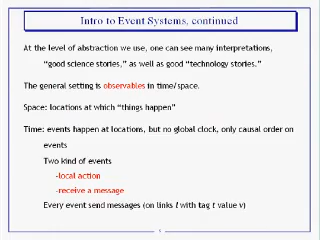 Intro to Event Systems, continued
At the level of abstraction we use, one can see many interpretations,
"good science stories," as well as good "technology stories."
The general setting is observables in time/space.
Space: locations at which "things happen"
Time: events happen at locations, but no global clock, only causal order on
events
Two kind of events
-local action
-receive a message
Every event send messages (on links l with tag t value v)